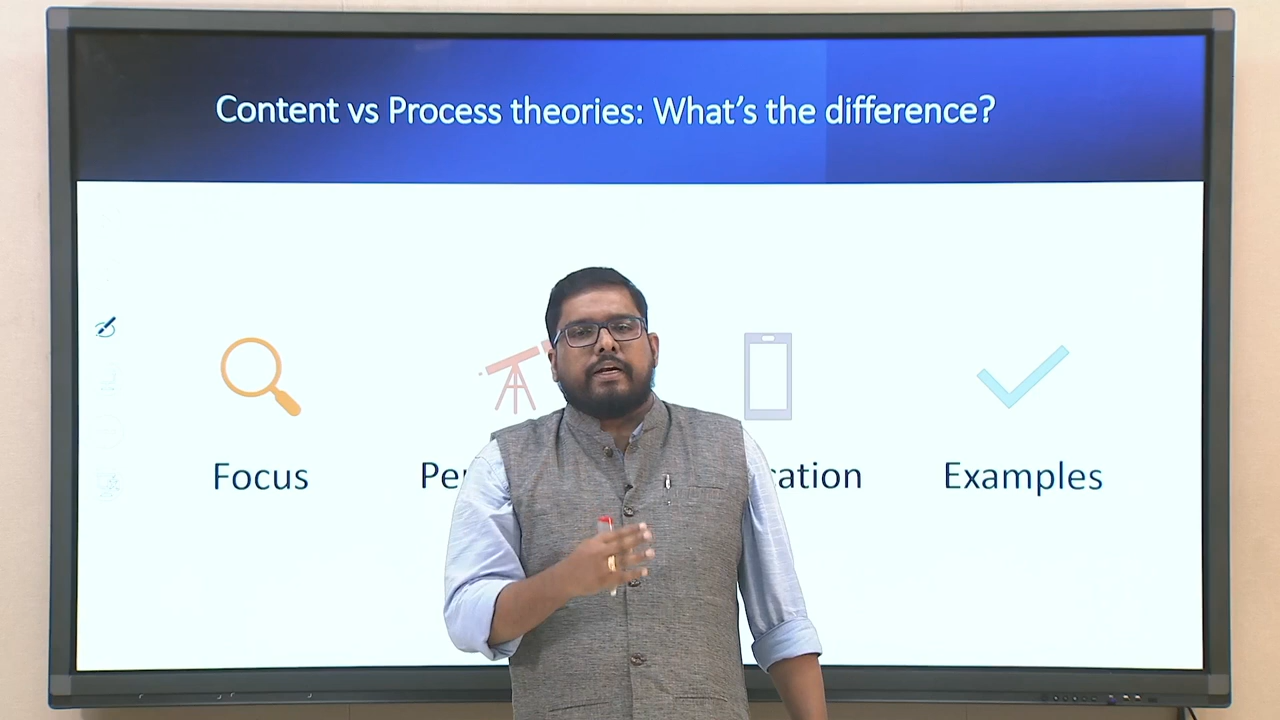 Content vs Process theories: What's the difference?
Focus
Examples